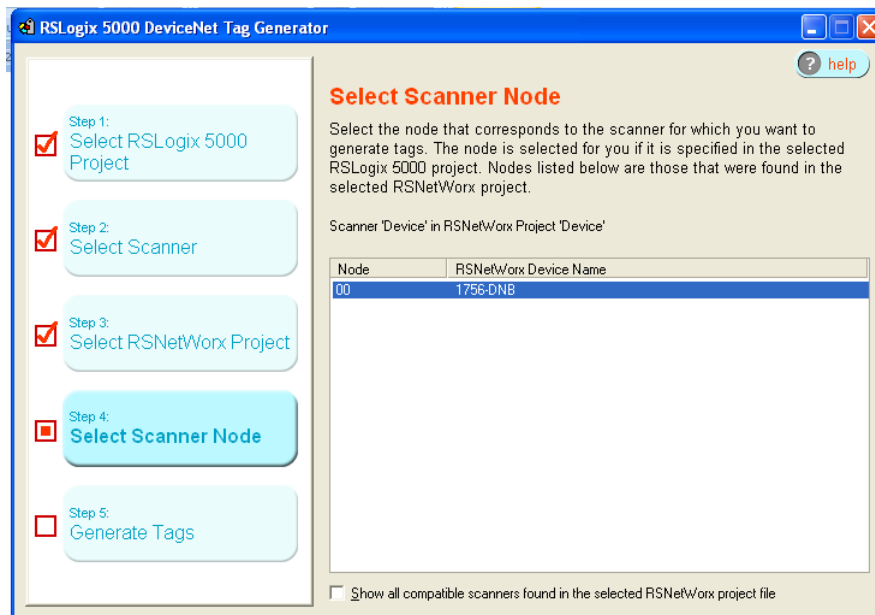 RSLogix 5000 DeviceNet Tag Generator
? help
Step 1:
Select RSLogix 5000
Project
Step 2:
Select Scanner
Step 3:
Select RSNetWorx Project
Step 4:
Select Scanner Node
Step 5:
Generate Tags
Select Scanner Node
Select the node that corresponds to the scanner for which you want to
generate tags. The node is selected for you if it is specified in the selected
RSLogix 5000 project. Nodes listed below are those that were found in the
selected RSNetWorx project.
Scanner 'Device' in RSNetWorx Project 'Device'
Node RSNetWorx Device Name
00 1756-DNB
Show all compatible scanners found in the selected RSNetWorx project file